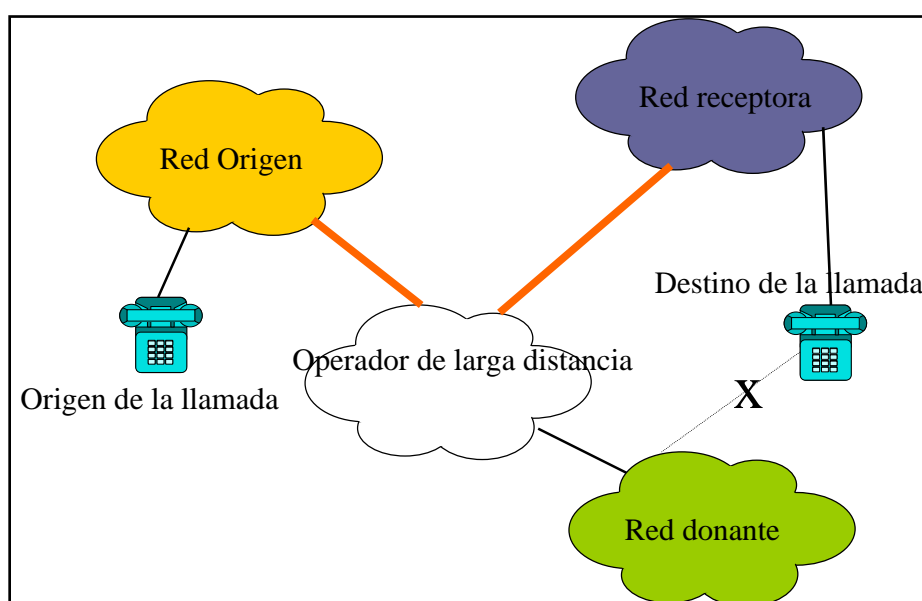 Red receptora
Red Origen
Destino de la llamada
Operador de larga distancia
Origen de la llamada
X
Red donante